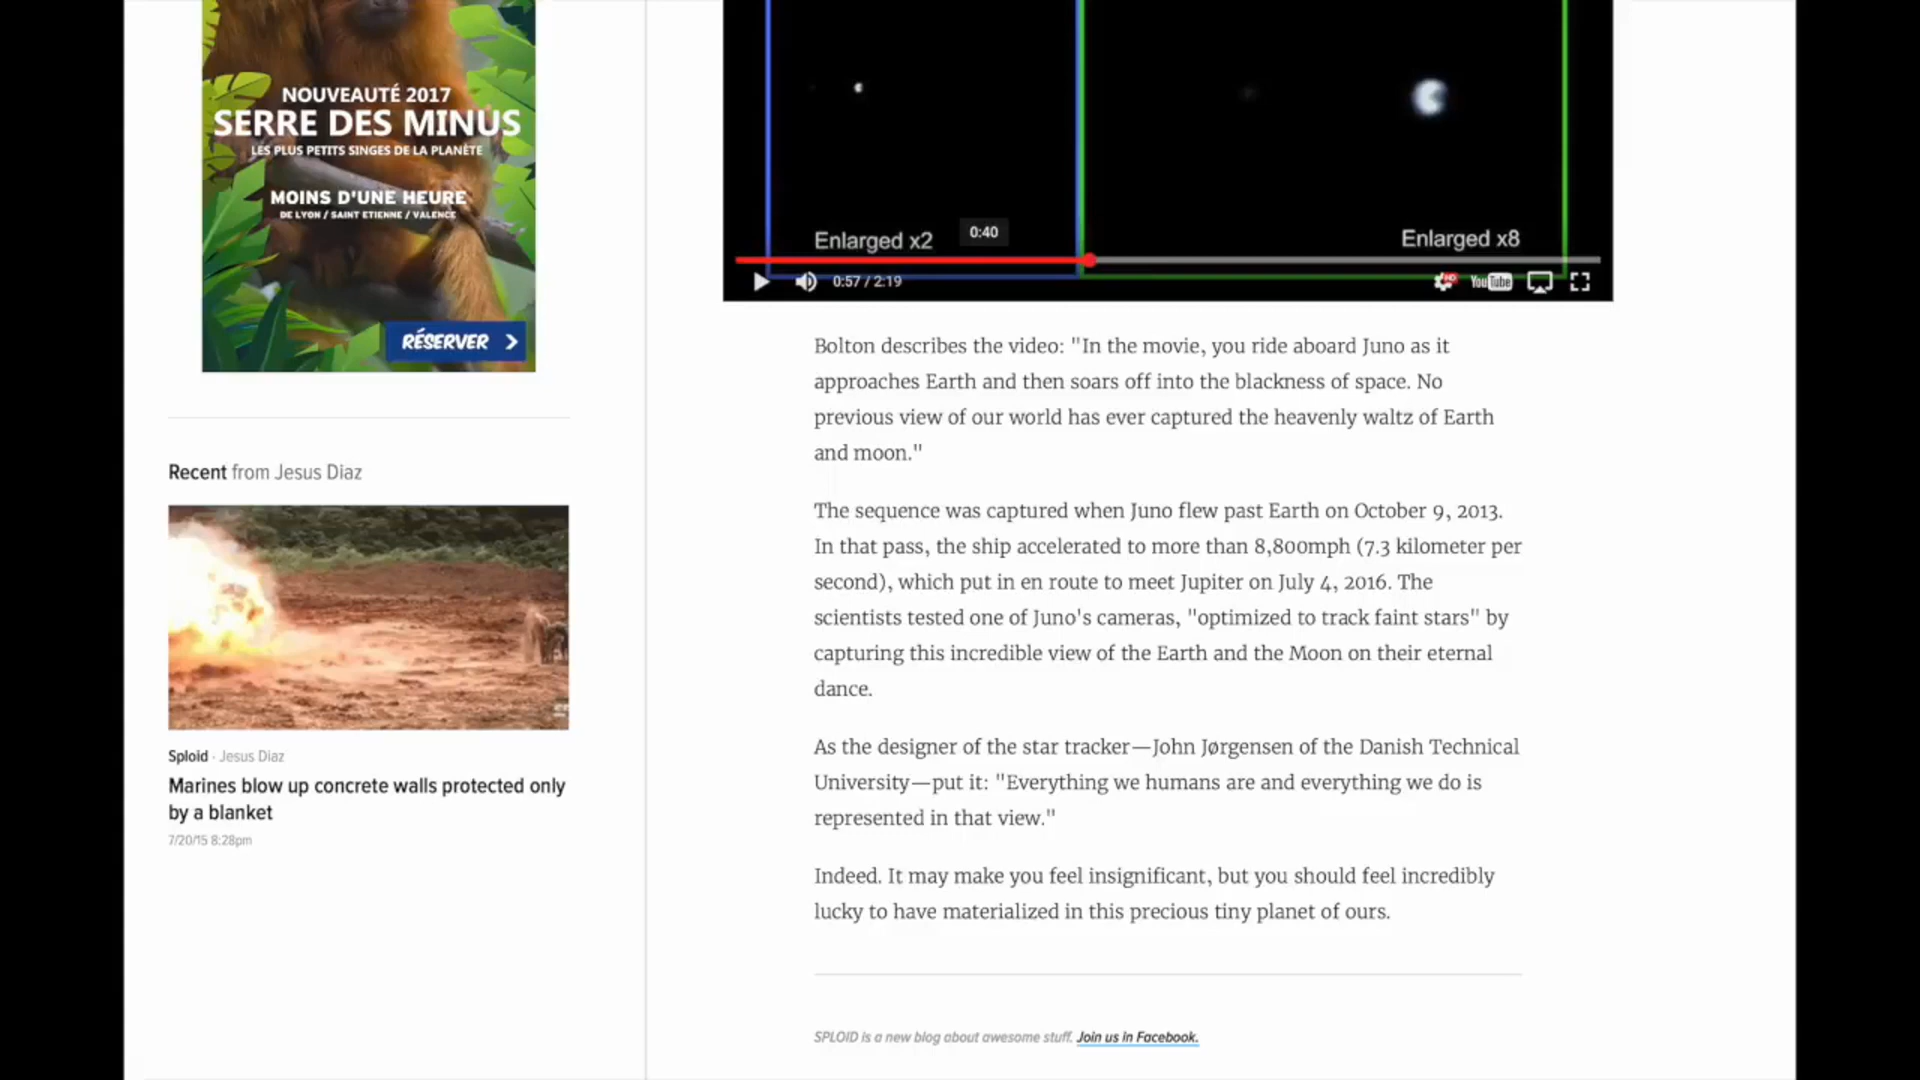 NOUVEAUTÉ 2017
SERRE DES MINUS
LES PLUS PETITS SINGES DE LA PLANÈTE
MOINS D'UNE HEURE
DE LYON / SAINT ETIENNE / VALENCE
RÉSERVER
Recent from Jesus Diaz
Sploid · Jesus Diaz
Marines blow up concrete walls protected only
by a blanket
7/20/15 8:28pm
Enlarged x2
0:40
Enlarged x8
0:57 / 2:19
HD
YouTube
Bolton describes the video: "In the movie, you ride aboard Juno as it
approaches Earth and then soars off into the blackness of space. No
previous view of our world has ever captured the heavenly waltz of Earth
and moon."
The sequence was captured when Juno flew past Earth on October 9, 2013.
In that pass, the ship accelerated to more than 8,800mph (7.3 kilometer per
second), which put in en route to meet Jupiter on July 4, 2016. The
scientists tested one of Juno's cameras, "optimized to track faint stars" by
capturing this incredible view of the Earth and the Moon on their eternal
dance.
As the designer of the star tracker—John Jørgensen of the Danish Technical
University—put it: "Everything we humans are and everything we do is
represented in that view."
Indeed. It may make you feel insignificant, but you should feel incredibly
lucky to have materialized in this precious tiny planet of ours.
SPLOID is a new blog about awesome stuff. Join us in Facebook.